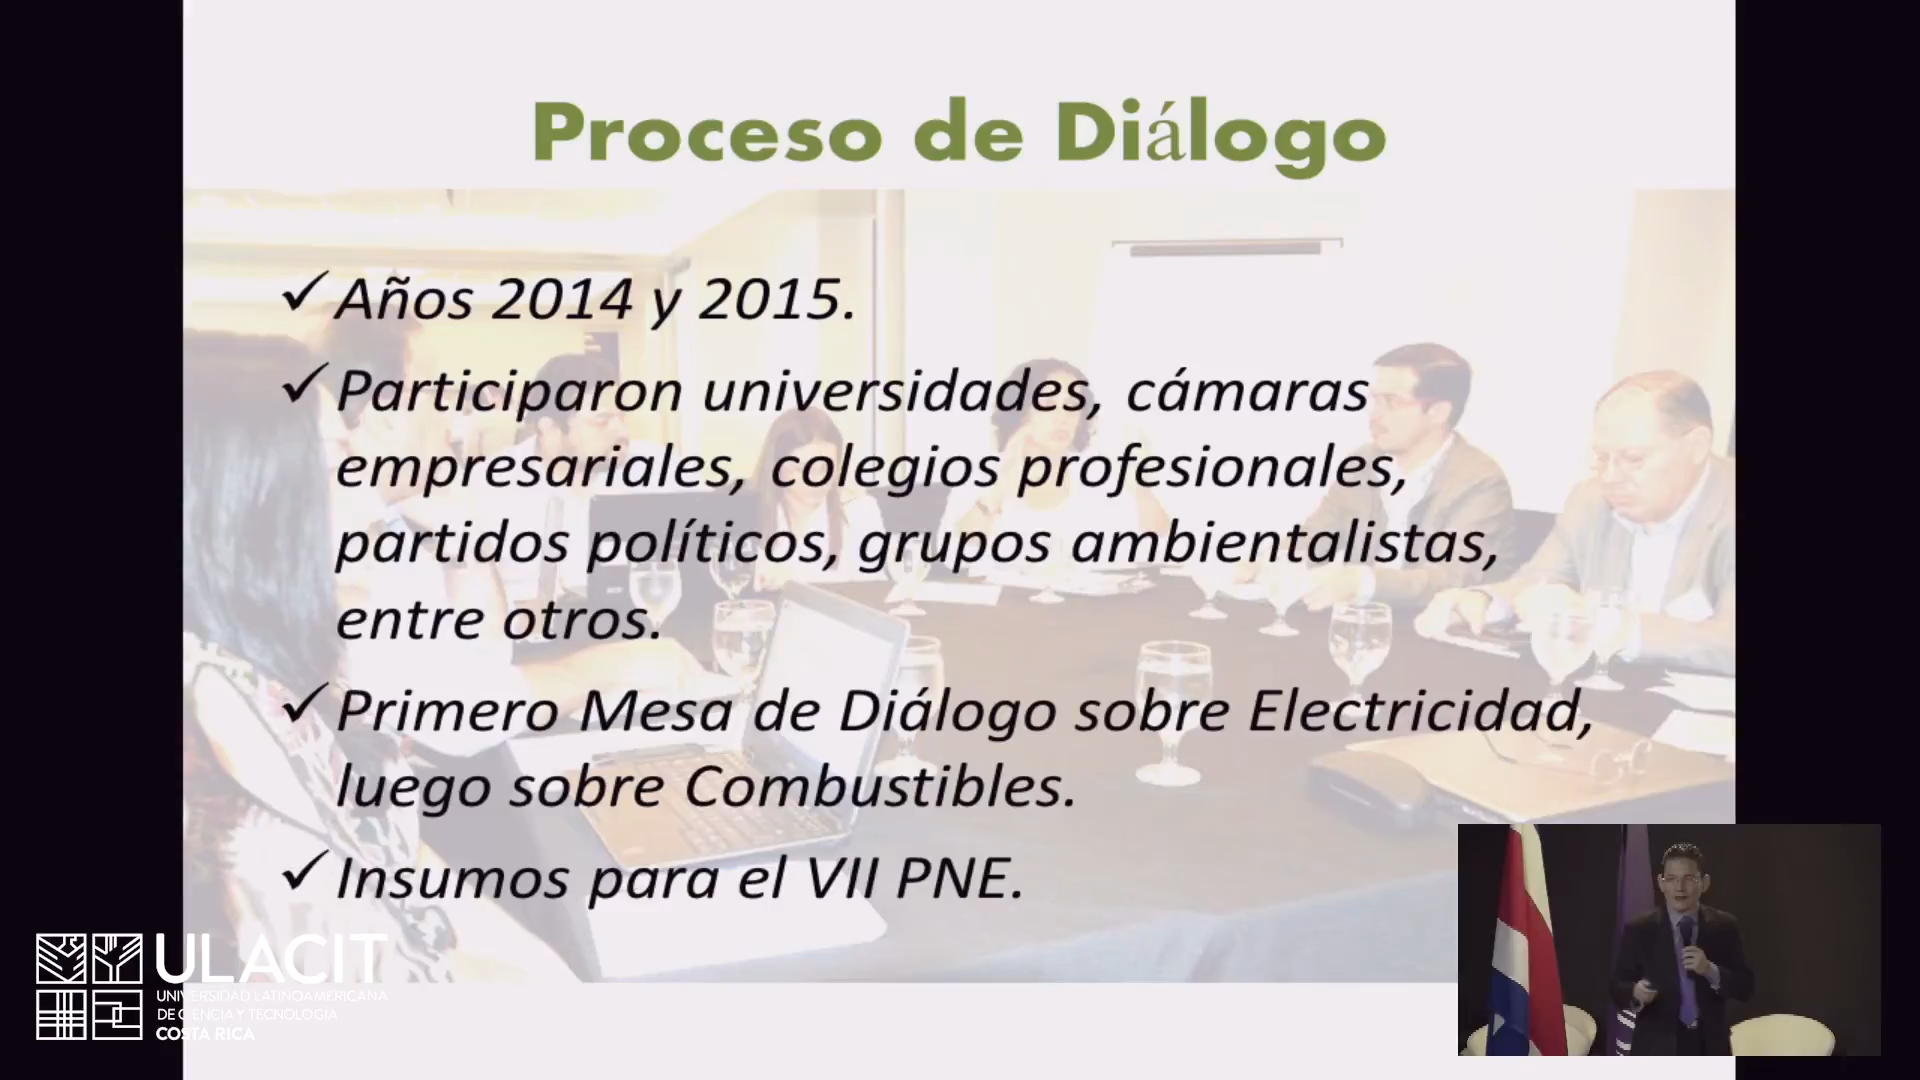 Proceso de Diálogo
✓ Años 2014 y 2015.
✓ Participaron universidades, cámaras
empresariales, colegios profesionales,
partidos políticos, grupos ambientalistas,
entre otros.
✓ Primero Mesa de Diálogo sobre Electricidad,
luego sobre Combustibles.
✓ Insumos para el VII PNE.
ULACIT
UNIVERSIDAD LATINOAMERICANA
DE CIENCIA Y TECNOLOGÍA
COSTA RICA